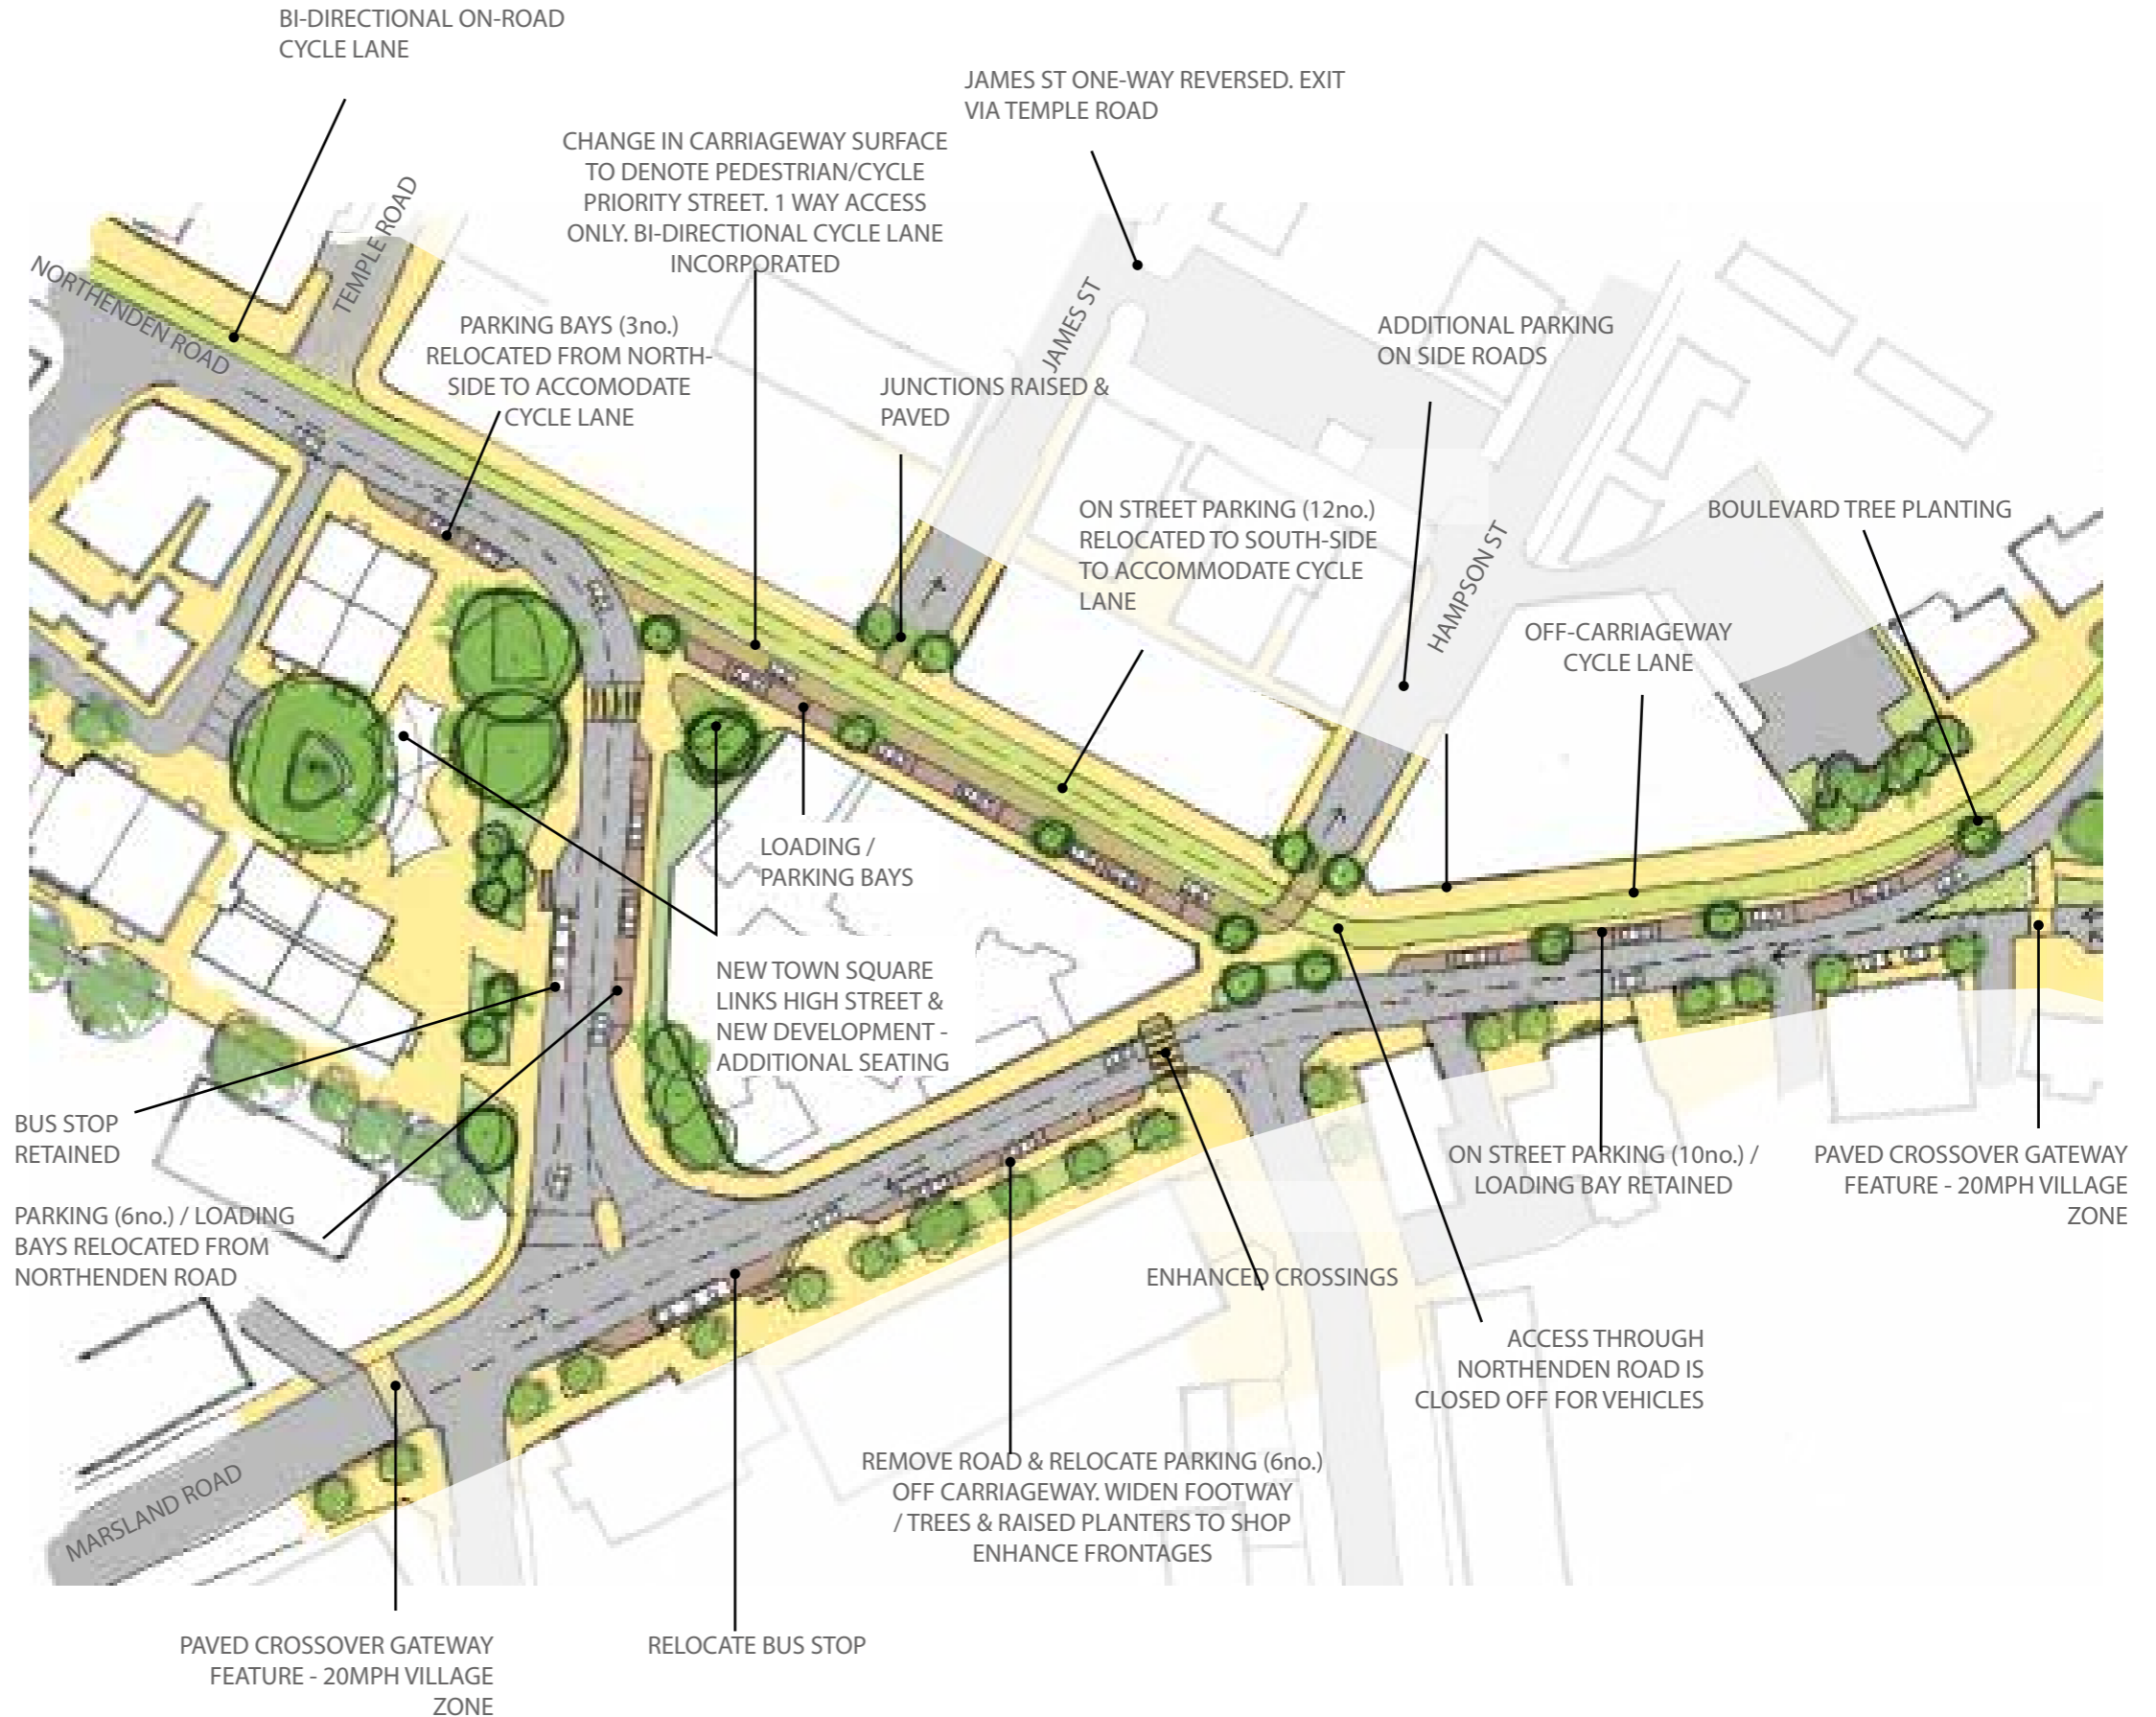 BI-DIRECTIONAL ON-ROAD
CYCLE LANE
JAMES ST ONE-WAY REVERSED. EXIT
VIA TEMPLE ROAD
CHANGE IN CARRIAGEWAY SURFACE
TO DENOTE PEDESTRIAN/CYCLE
PRIORITY STREET. 1 WAY ACCESS
ONLY. BI-DIRECTIONAL CYCLE LANE
INCORPORATED
TEMPLE ROAD
NORTHENDEN ROAD
PARKING BAYS (3no.)
RELOCATED FROM NORTH-
SIDE TO ACCOMODATE
CYCLE LANE
JAMES ST
ADDITIONAL PARKING
ON SIDE ROADS
JUNCTIONS RAISED &
PAVED
ON STREET PARKING (12no.)
RELOCATED TO SOUTH-SIDE
TO ACCOMMODATE CYCLE
LANE
BOULEVARD TREE PLANTING
HAMPSON ST
OFF-CARRIAGEWAY
CYCLE LANE
LOADING /
PARKING BAYS
NEW TOWN SQUARE
LINKS HIGH STREET &
NEW DEVELOPMENT -
ADDITIONAL SEATING
BUS STOP
RETAINED
PARKING (6no.) / LOADING
BAYS RELOCATED FROM
NORTHENDEN ROAD
ON STREET PARKING (10no.) /
LOADING BAY RETAINED
PAVED CROSSOVER GATEWAY
FEATURE - 20MPH VILLAGE
ZONE
ENHANCED CROSSINGS
ACCESS THROUGH
NORTHENDEN ROAD IS
CLOSED OFF FOR VEHICLES
REMOVE ROAD & RELOCATE PARKING (6no.)
OFF CARRIAGEWAY. WIDEN FOOTWAY
/ TREES & RAISED PLANTERS TO SHOP
ENHANCE FRONTAGES
MARSLAND ROAD
PAVED CROSSOVER GATEWAY
FEATURE - 20MPH VILLAGE
ZONE
RELOCATE BUS STOP